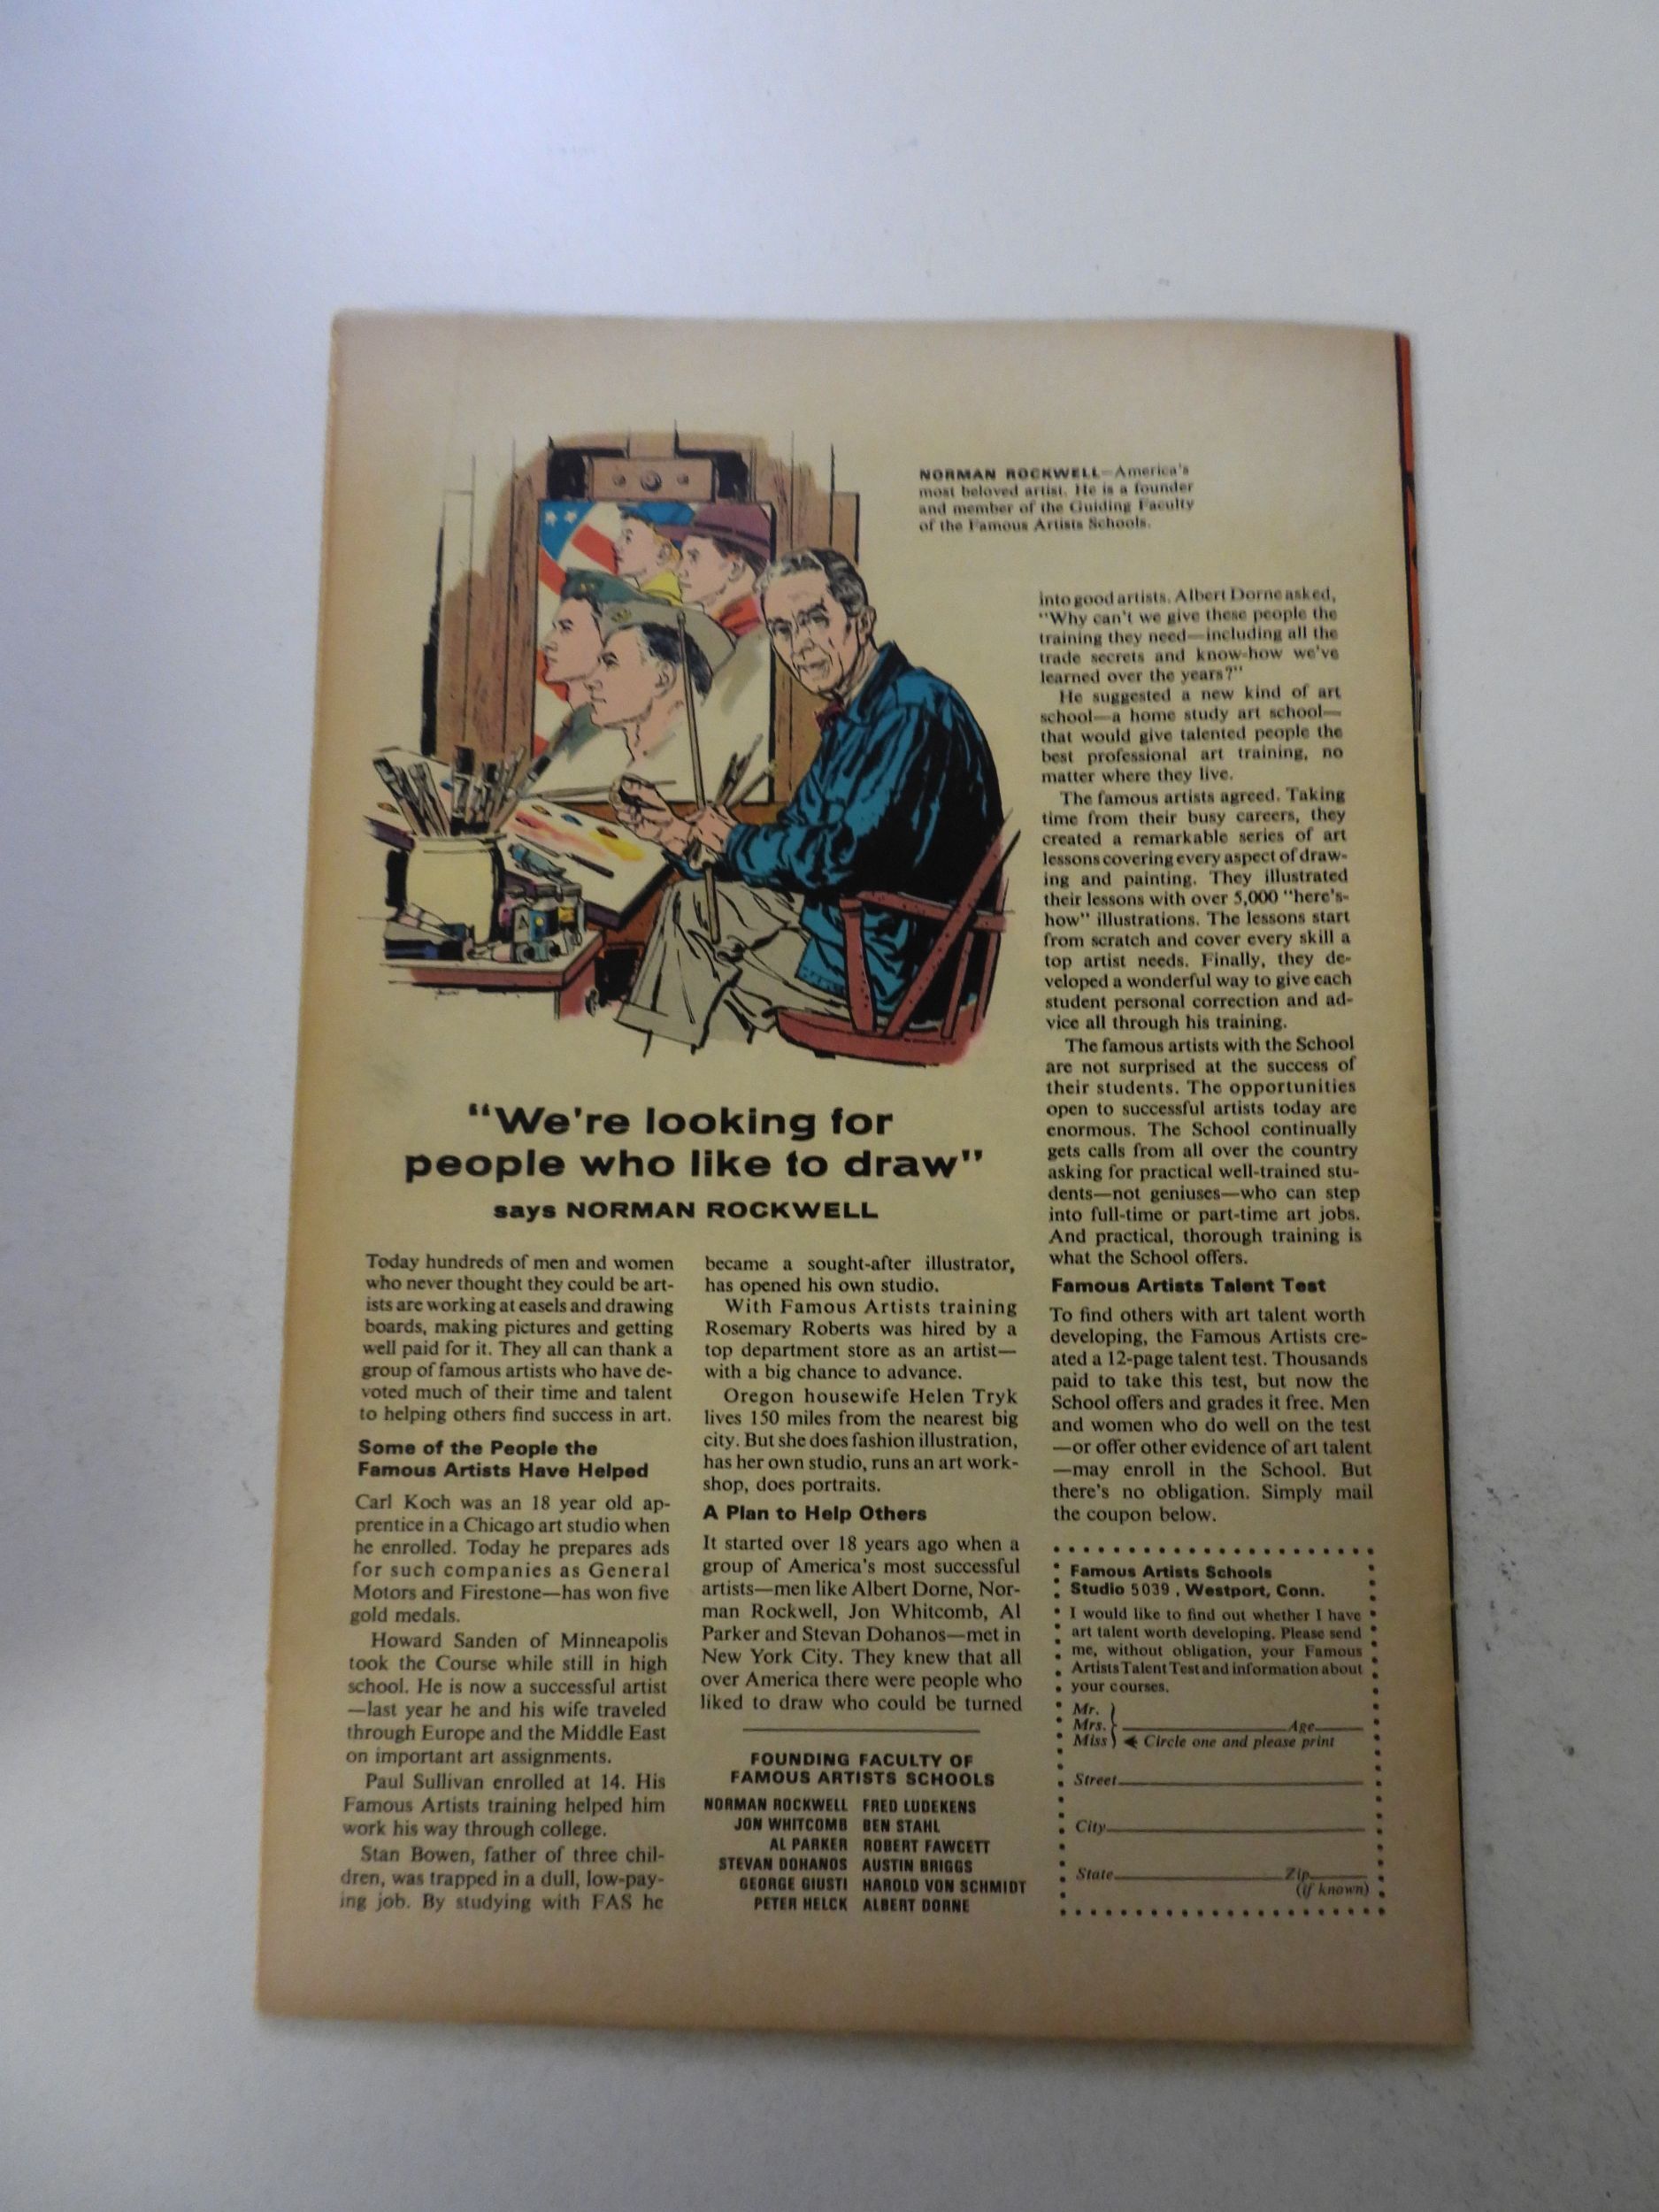 NORMAN ROCKWELL—America's
most beloved artist. He is a founder
and member of the Guiding Faculty
of the Famous Artists Schools.
"We're looking for
people who like to draw"
says NORMAN ROCKWELL
Today hundreds of men and women
who never thought they could be art-
ists are working at easels and drawing
boards, making pictures and getting
well paid for it. They all can thank a
group of famous artists who have de-
voted much of their time and talent
to helping others find success in art.
Some of the People the
Famous Artists Have Helped
Carl Koch was an 18 year old ap-
prentice in a Chicago art studio when
he enrolled. Today he prepares ads
for such companies as General
Motors and Firestone—has won five
gold medals.
Howard Sanden of Minneapolis
took the Course while still in high
school. He is now a successful artist
—last year he and his wife traveled
through Europe and the Middle East
on important art assignments.
Paul Sullivan enrolled at 14. His
Famous Artists training helped him
work his way through college.
Stan Bowen, father of three chil-
dren, was trapped in a dull, low-pay-
ing job. By studying with FAS he
became a sought-after illustrator,
has opened his own studio.
With Famous Artists training
Rosemary Roberts was hired by a
top department store as an artist—
with a big chance to advance.
Oregon housewife Helen Tryk
lives 150 miles from the nearest big
city. But she does fashion illustration,
has her own studio, runs an art work-
shop, does portraits.
A Plan to Help Others
It started over 18 years ago when a
group of America's most successful
artists—men like Albert Dorne, Nor-
man Rockwell, Jon Whitcomb, Al
Parker and Stevan Dohanos—met in
New York City. They knew that all
over America there were people who
liked to draw who could be turned
FOUNDING FACULTY OF
FAMOUS ARTISTS SCHOOLS
NORMAN ROCKWELL FRED LUDEKENS
JON WHITCOMB BEN STAHL
AL PARKER ROBERT FAWCETT
STEVAN DOHANOS AUSTIN BRIGGS
GEORGE GIUSTI HAROLD VON SCHMIDT
PETER HELCK ALBERT DORNE
into good artists. Albert Dorne asked,
"Why can't we give these people the
training they need—including all the
trade secrets and know-how we've
learned over the years?"
He suggested a new kind of art
school—a home study art school—
that would give talented people the
best professional art training, no
matter where they live.
The famous artists agreed. Taking
time from their busy careers, they
created a remarkable series of art
lessons covering every aspect of draw-
ing and painting. They illustrated
their lessons with over 5,000 "here's-
how" illustrations. The lessons start
from scratch and cover every skill a
top artist needs. Finally, they de-
veloped a wonderful way to give each
student personal correction and ad-
vice all through his training.
The famous artists with the School
are not surprised at the success of
their students. The opportunities
open to successful artists today are
enormous. The School continually
gets calls from all over the country
asking for practical well-trained stu-
dents—not geniuses—who can step
into full-time or part-time art jobs.
And practical, thorough training is
what the School offers.
Famous Artists Talent Test
To find others with art talent worth
developing, the Famous Artists cre-
ated a 12-page talent test. Thousands
paid to take this test, but now the
School offers and grades it free. Men
and women who do well on the test
—or offer other evidence of art talent
—may enroll in the School. But
there's no obligation. Simply mail
the coupon below.
Famous Artists Schools
Studio 5039, Westport, Conn.
I would like to find out whether I have
art talent worth developing. Please send
me, without obligation, your Famous
Artists Talent Test and information about
your courses.
Mr.
Mrs. Age
Miss Circle one and please print
Street
City
State Zip
(if known)